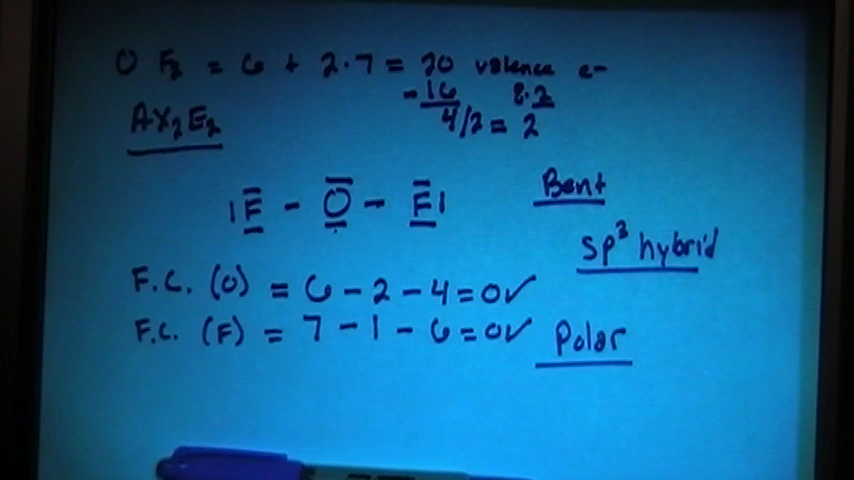 O F₂ = 6 + 2·7 = 20 valence e-
-16 8·2
AX₂E₂ 4/2 = 2
|F - O - F|
Bent
sp³ hybrid
F.C. (O) = 6 - 2 - 4 = 0✓
F.C. (F) = 7 - 1 - 6 = 0✓
Polar